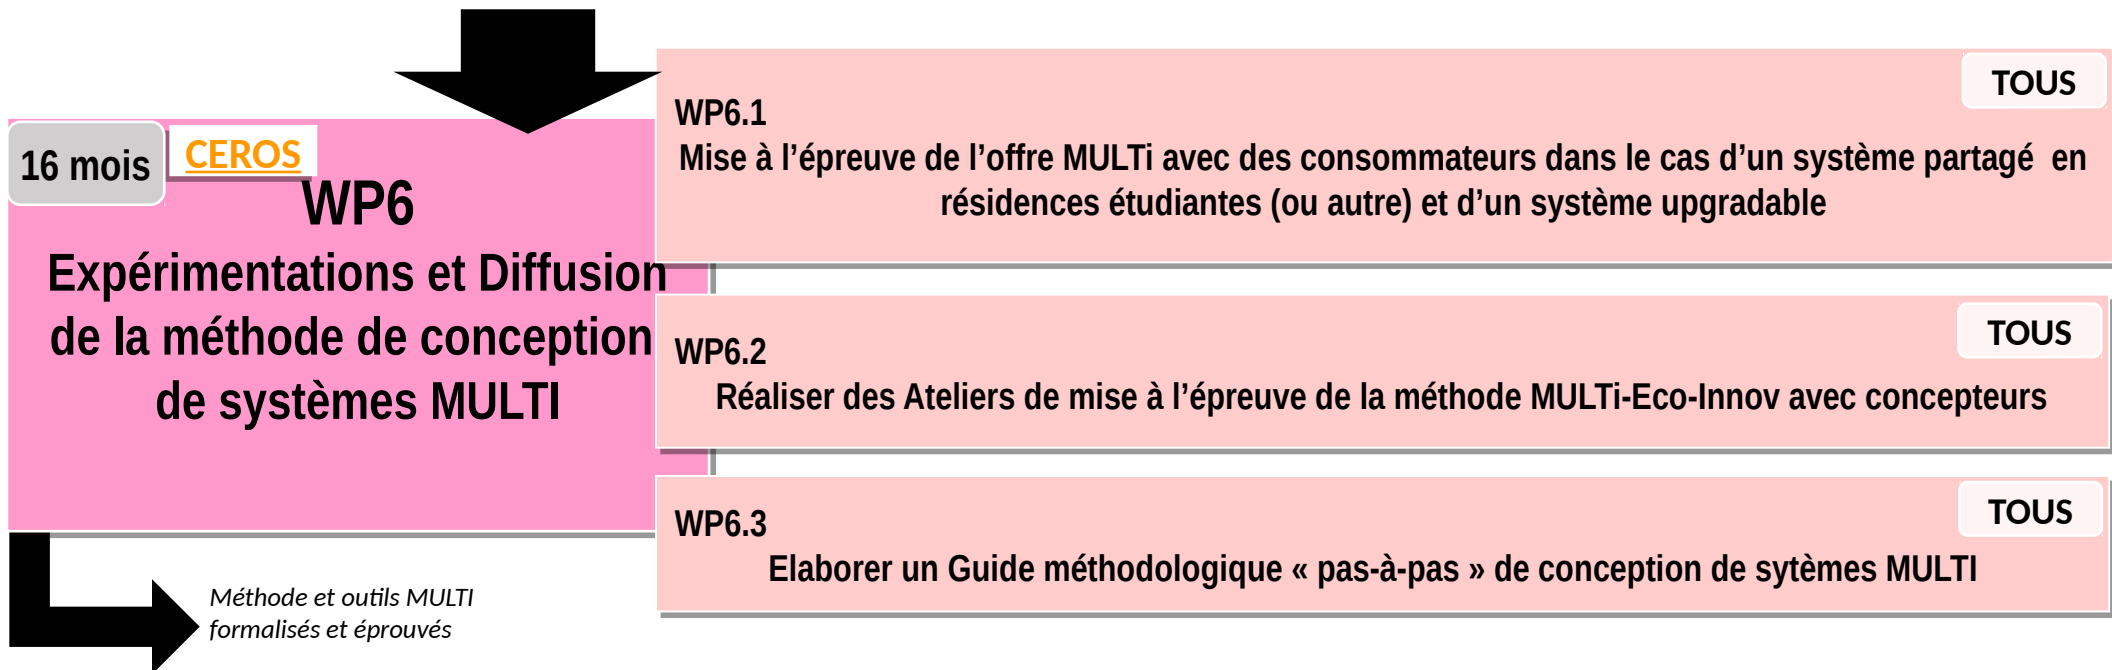 16 mois
CEROS
WP6
Expérimentations et Diffusion
de la méthode de conception
de systèmes MULTI
TOUS
WP6.1
Mise à l’épreuve de l’offre MULTi avec des consommateurs dans le cas d’un système partagé en
résidences étudiantes (ou autre) et d’un système upgradable
TOUS
WP6.2
Réaliser des Ateliers de mise à l’épreuve de la méthode MULTi-Eco-Innov avec concepteurs
TOUS
WP6.3
Elaborer un Guide méthodologique « pas-à-pas » de conception de sytèmes MULTI
Méthode et outils MULTI
formalisés et éprouvés